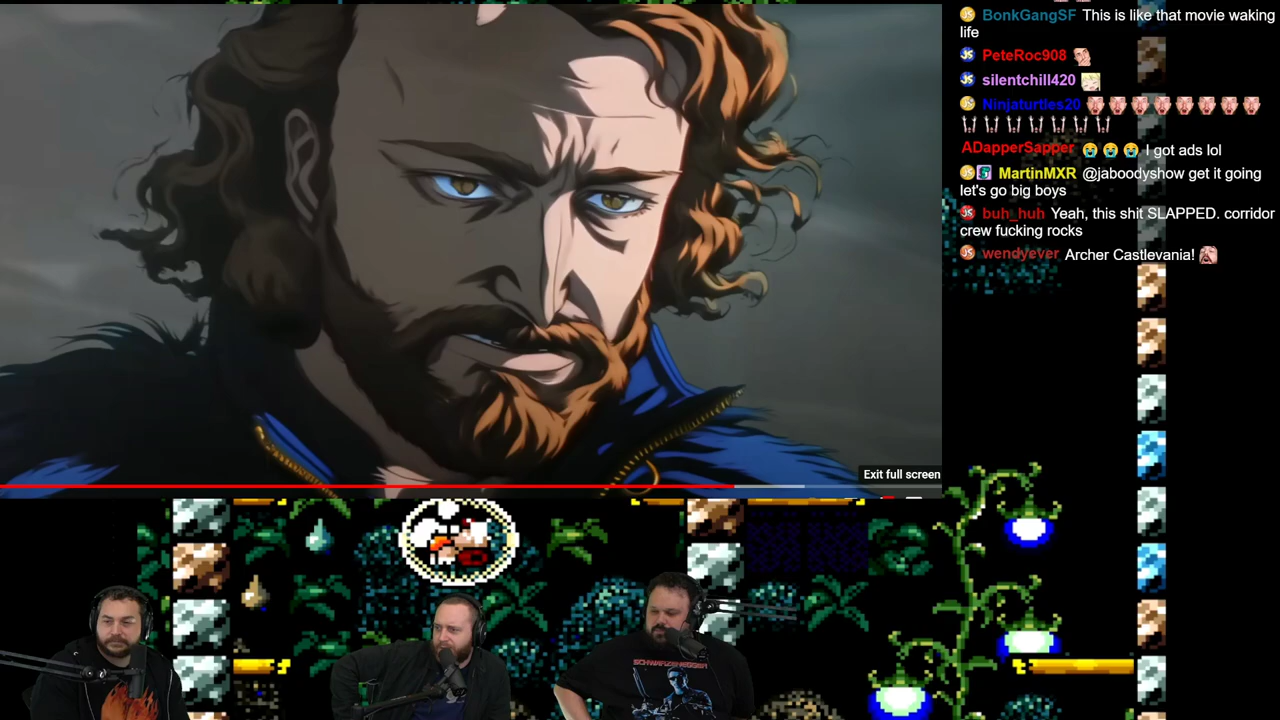 BonkGangSF This is like that movie waking
life
PeteRoc908
silentchill420
Ninjaturtles20
ADapperSapper 😭 😭 😭 I got ads lol
MartinMXR @jaboodyshow get it going
let's go big boys
buh_huh Yeah, this shit SLAPPED. corridor
crew fucking rocks
wendyever Archer Castlevania!
Exit full screen
SCHWARZENEGGER